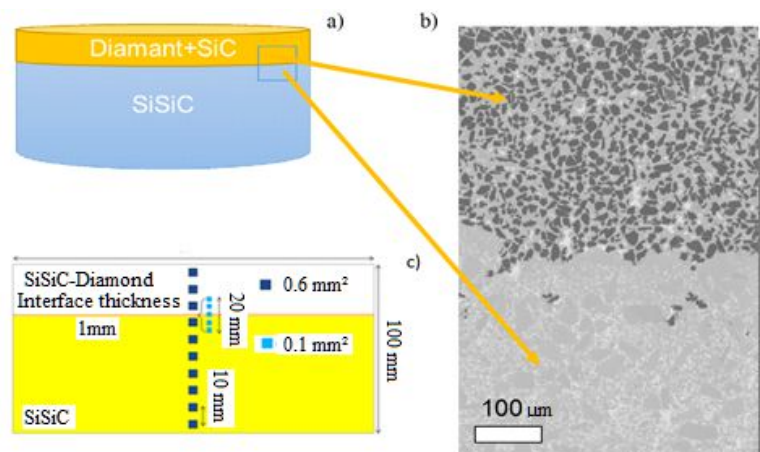 a)
Diamant+SiC
SiSiC
b)
100 µm
c)
SiSiC-Diamond
Interface thickness
1mm
SiSiC
0.6 mm²
20 mm
0.1 mm²
10 mm
100 mm